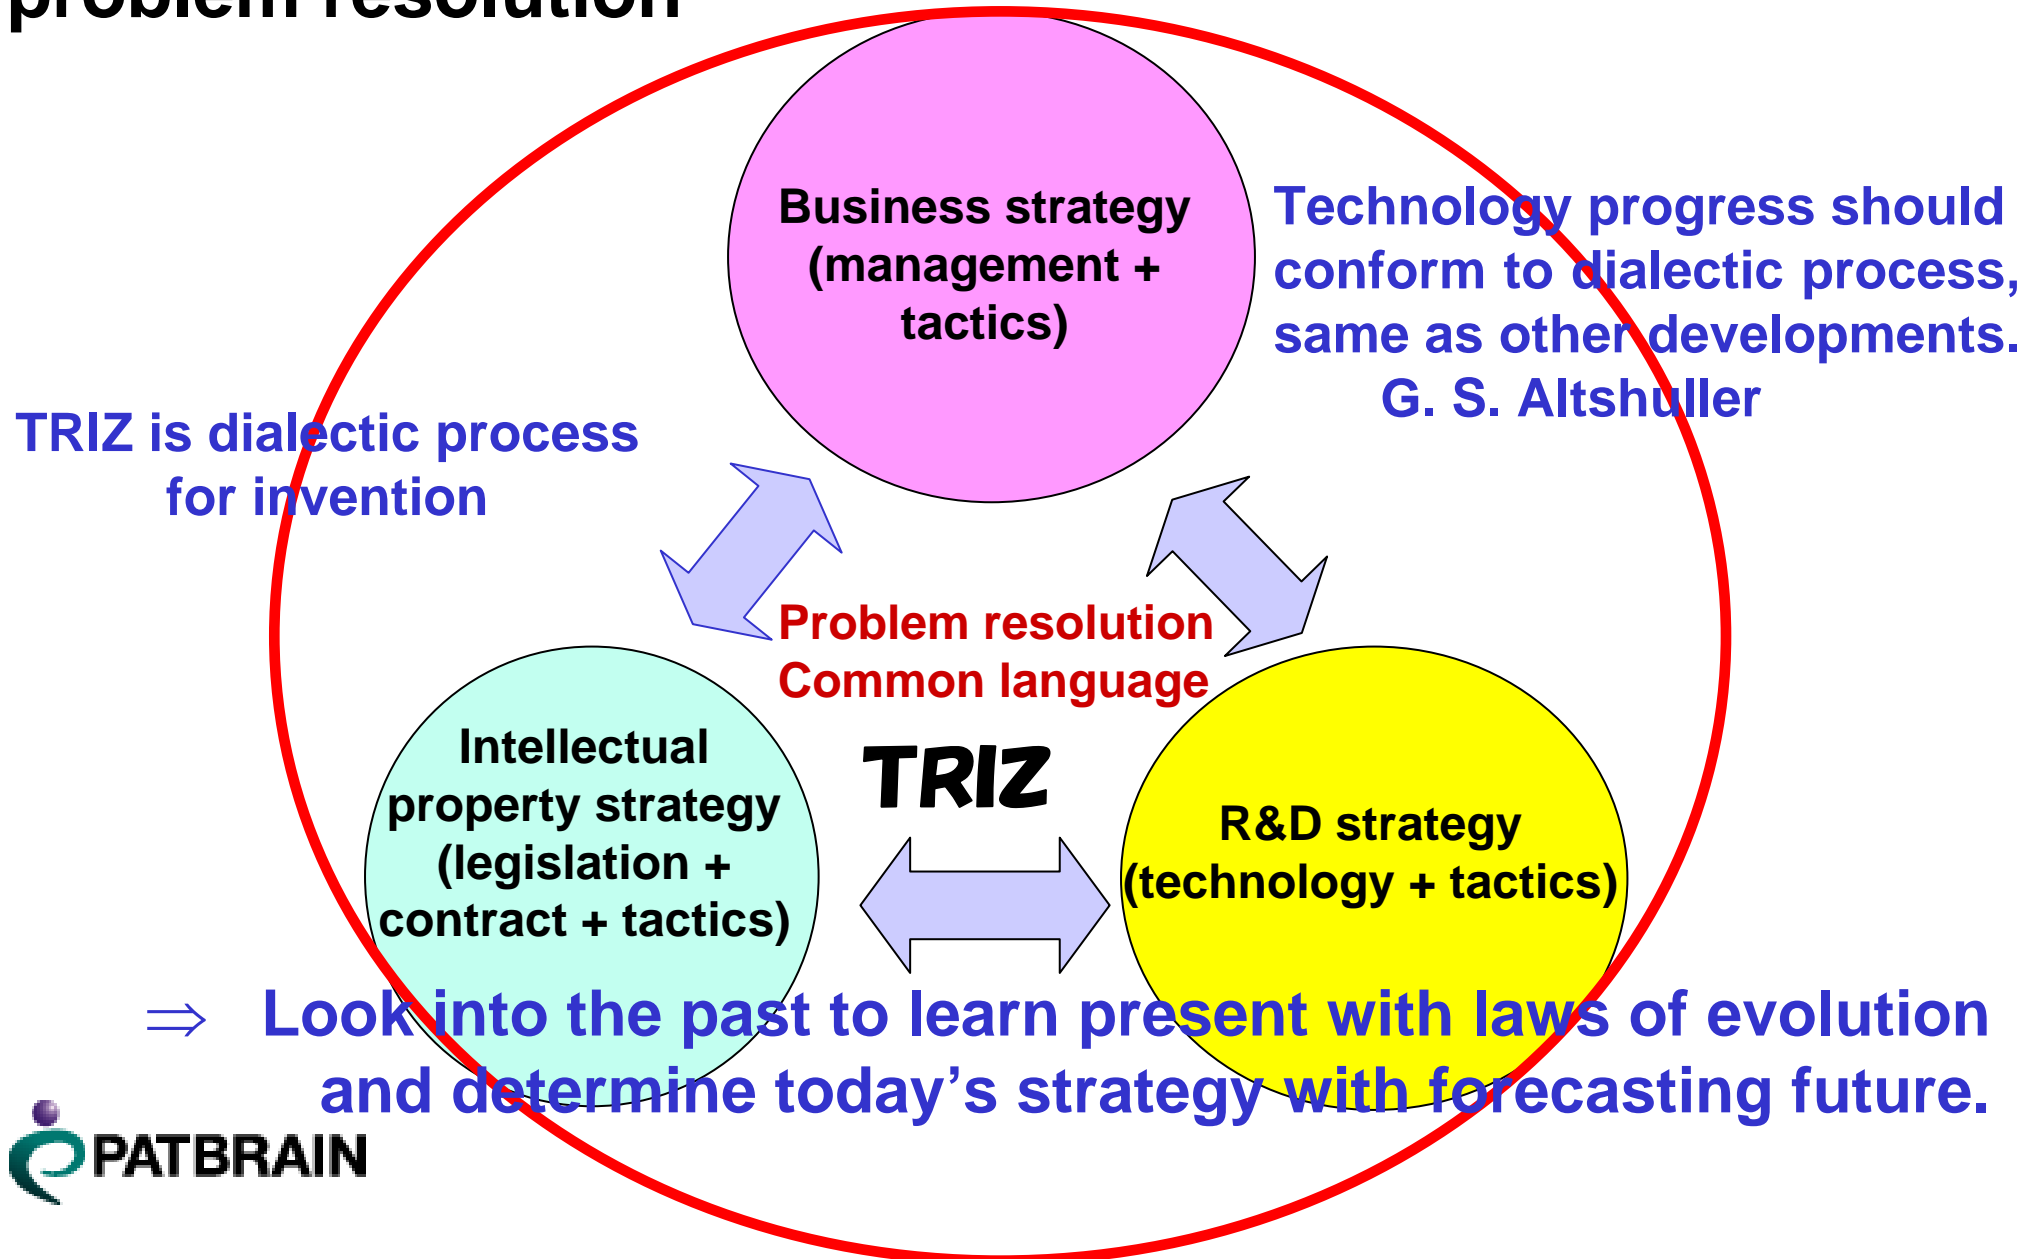 problem resolution
Business strategy
(management +
tactics)
Technology progress should
conform to dialectic process,
same as other developments.
G. S. Altshuller
TRIZ is dialectic process
for invention
Problem resolution
Common language
TRIZ
Intellectual
property strategy
(legislation +
contract + tactics)
R&D strategy
(technology + tactics)
⇒ Look into the past to learn present with laws of evolution
and determine today’s strategy with forecasting future.
PATBRAIN